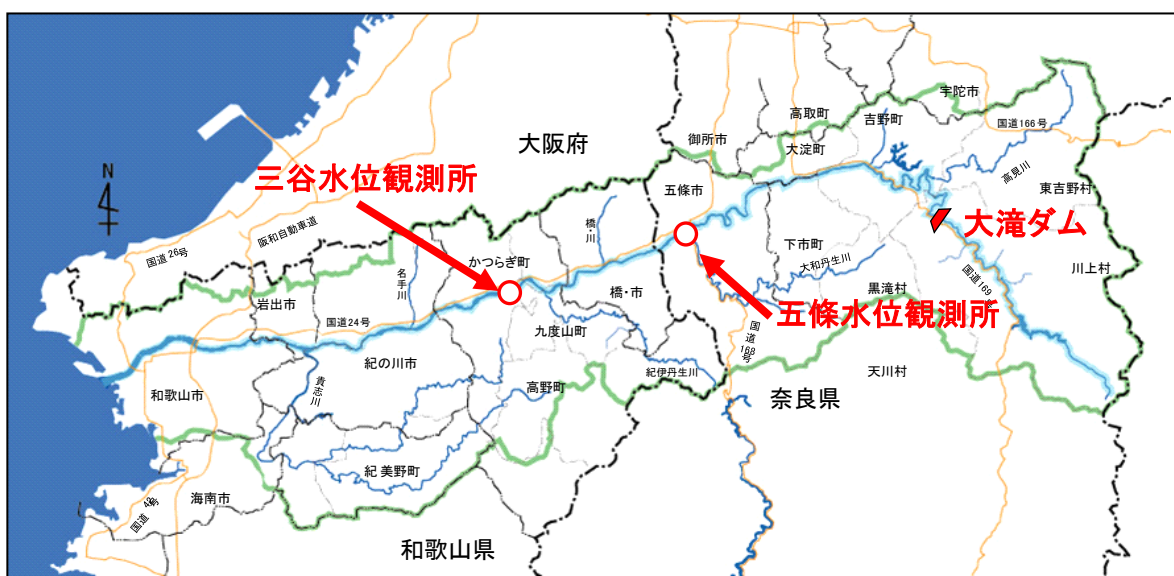 宇陀市
高取町
吉野町
国道166号
大阪府
御所市
大淀町
高見川
三谷水位観測所
五條市
東吉野村
N
阪和自動車道
橋・川
大滝ダム
国道26号
かつらぎ町
下市町
名手川
大和丹生川
川上村
岩出市
橋・市
黒滝村
国道169号
国道24号
九度山町
五條水位観測所
国道168号
紀の川市
紀伊丹生川
天川村
和歌山市
貴志川
高野町
奈良県
紀 美野町
海南市
国道 42号
和歌山県